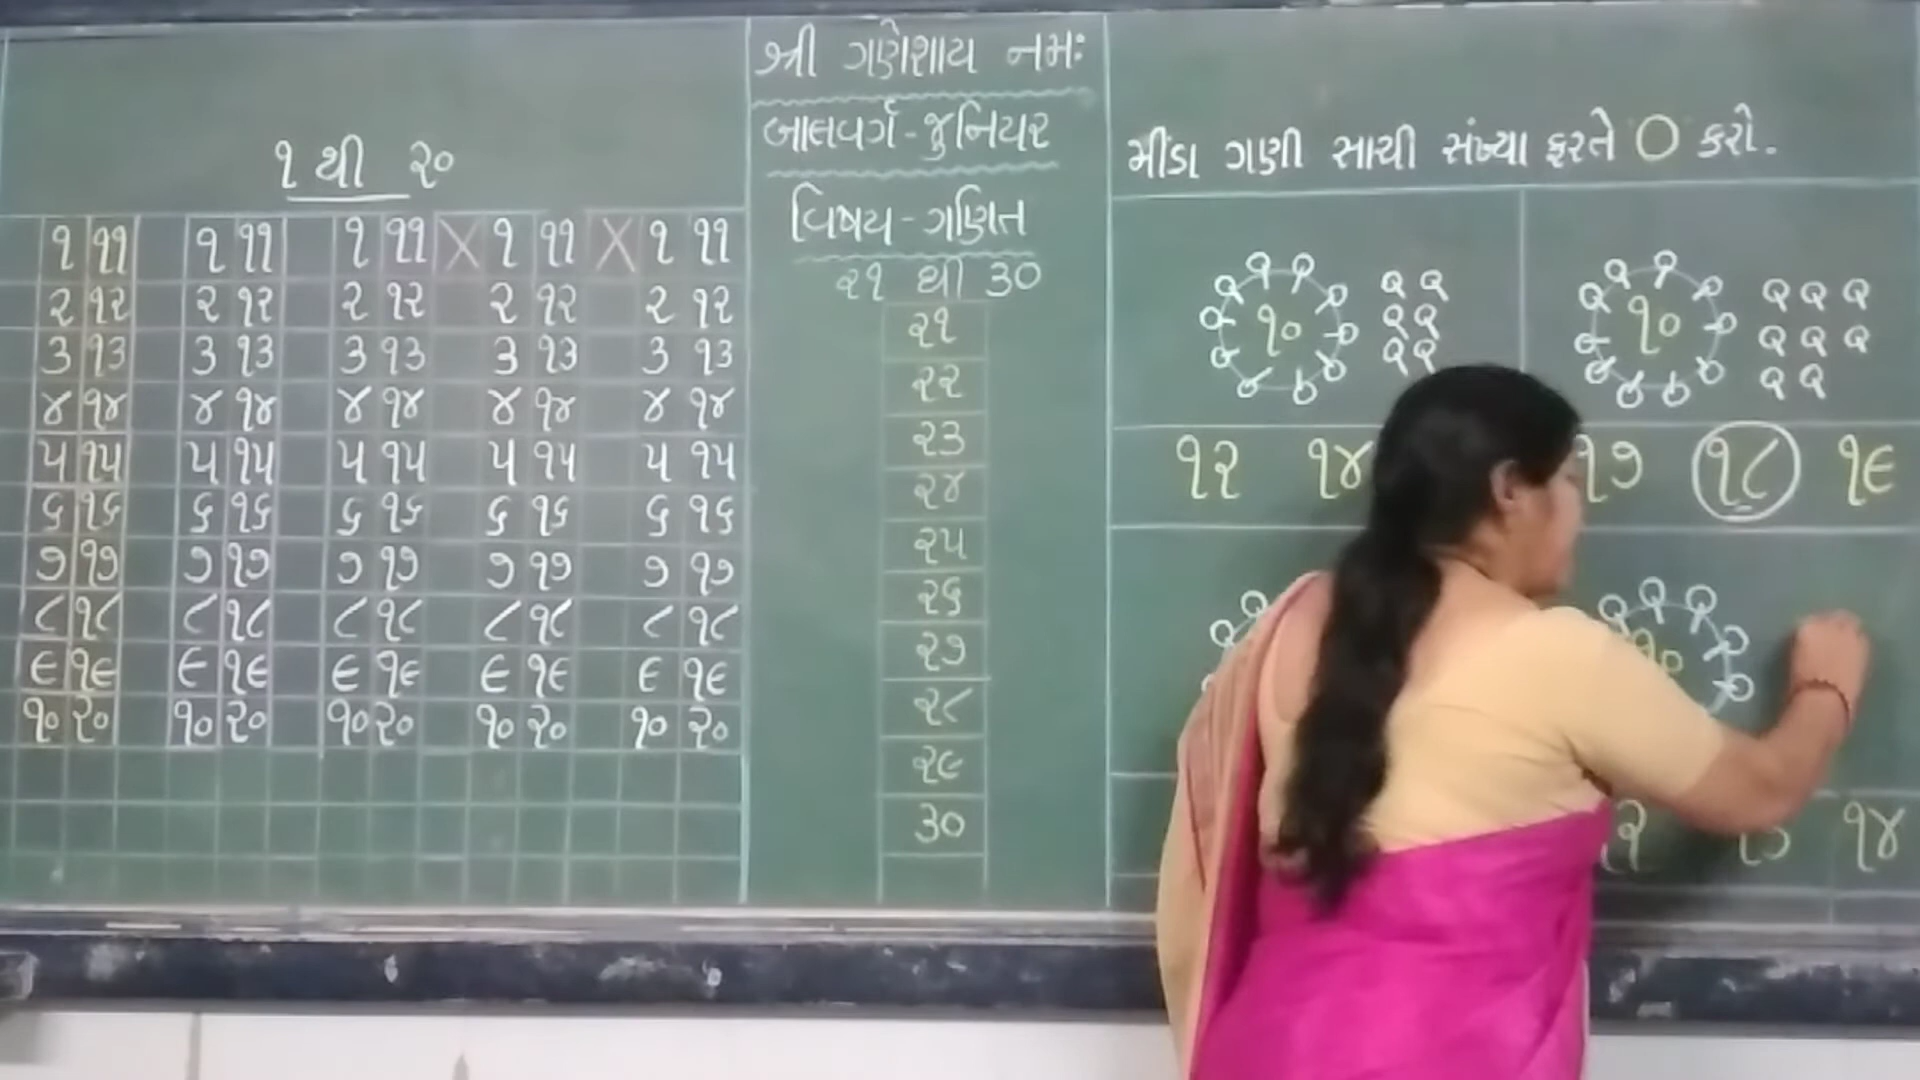 ૧ થી ૨૦
૧ ૧૧ ૧ ૧૧ ૧ ૧૧ X ૧ ૧૧ X ૧ ૧૧
૨ ૧૨ ૨ ૧૨ ૨ ૧૨ ૨ ૧૨ ૨ ૧૨
૩ ૧૩ ૩ ૧૩ ૩ ૧૩ ૩ ૧૩ ૩ ૧૩
૪ ૧૪ ૪ ૧૪ ૪ ૧૪ ૪ ૧૪ ૪ ૧૪
૫ ૧૫ ૫ ૧૫ ૫ ૧૫ ૫ ૧૫ ૫ ૧૫
૬ ૧૬ ૬ ૧૬ ૬ ૧૬ ૬ ૧૬ ૬ ૧૬
૭ ૧૭ ૭ ૧૭ ૭ ૧૭ ૭ ૧૭ ૭ ૧૭
૮ ૧૮ ૮ ૧૮ ૮ ૧૮ ૮ ૧૮ ૮ ૧૮
૯ ૧૯ ૯ ૧૯ ૯ ૧૯ ૯ ૧૯ ૯ ૧૯
૧૦ ૨૦ ૧૦ ૨૦ ૧૦ ૨૦ ૧૦ ૨૦ ૧૦ ૨૦
શ્રી ગણેશાય નમઃ
બાલવર્ગ-જુનિયર
વિષય-ગણિત
૨૧ થી ૩૦
૨૧
૨૨
૨૩
૨૪
૨૫
૨૬
૨૭
૨૮
૨૯
૩૦
મીંડા ગણી સાચી સંખ્યા ફરતે O કરો.
૧૦ ૧૦
૧૨ ૧૪ ૧૭ ૧૮ ૧૯
૧૦
૧૪